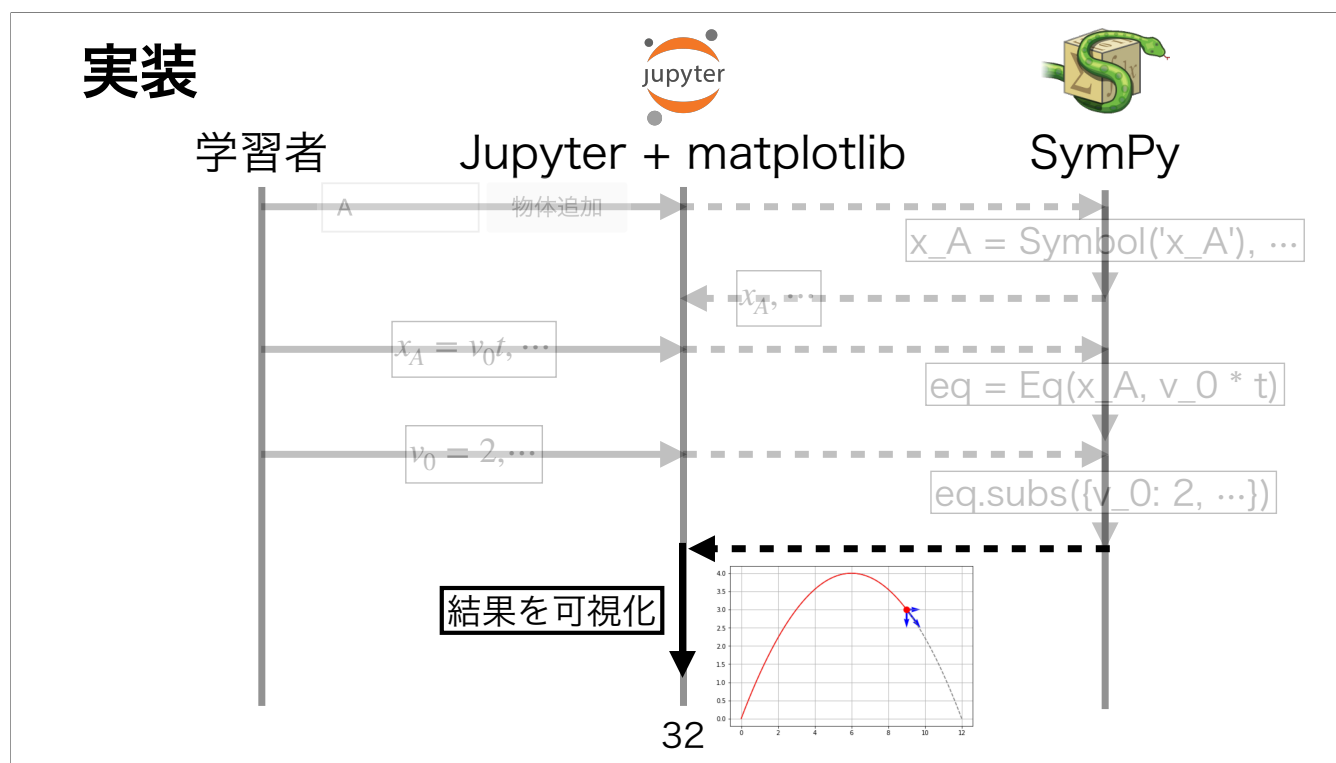 実装
jupyter
学習者
Jupyter + matplotlib
SymPy
A
物体追加
x_A = Symbol('x_A'), …
x_A, …
x_A = v_0t, …
eq = Eq(x_A, v_0 * t)
v_0 = 2, …
eq.subs({v_0: 2, …})
結果を可視化
4.0
3.5
3.0
2.5
2.0
1.5
1.0
0.5
0.0
0 2 4 6 8 10 12
32